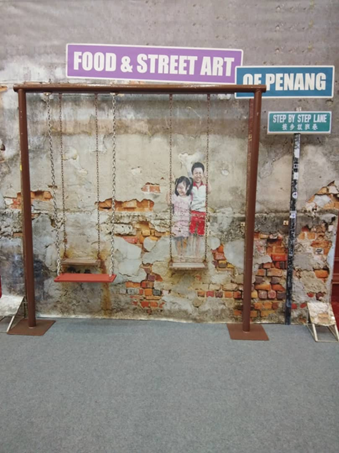 FOOD & STREET ART
OF PENANG
STEP BY STEP LANE